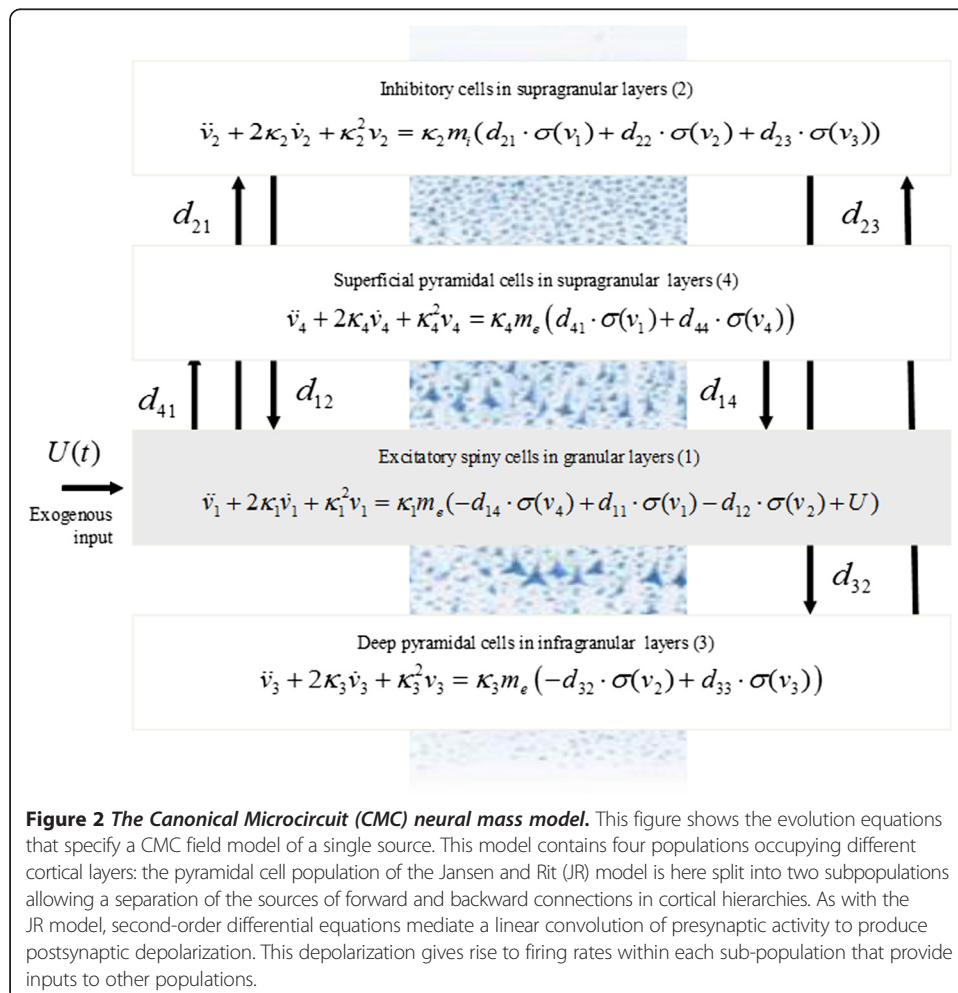 Inhibitory cells in supragranular layers (2)
v̈₂ + 2κ₂v̇₂ + κ₂²v₂ = κ₂mᵢ(d₂₁ · σ(v₁) + d₂₂ · σ(v₂) + d₂₃ · σ(v₃))
d₂₁
d₂₃
Superficial pyramidal cells in supragranular layers (4)
v̈₄ + 2κ₄v̇₄ + κ₄²v₄ = κ₄mₑ(d₄₁ · σ(v₁) + d₄₄ · σ(v₄))
d₄₁
d₁₂
d₁₄
U(t)
Exogenous
input
Excitatory spiny cells in granular layers (1)
v̈₁ + 2κ₁v̇₁ + κ₁²v₁ = κ₁mₑ(−d₁₄ · σ(v₄) + d₁₁ · σ(v₁) − d₁₂ · σ(v₂) + U)
d₃₂
Deep pyramidal cells in infragranular layers (3)
v̈₃ + 2κ₃v̇₃ + κ₃²v₃ = κ₃mₑ(−d₃₂ · σ(v₂) + d₃₃ · σ(v₃))
Figure 2 The Canonical Microcircuit (CMC) neural mass model. This figure shows the evolution equations
that specify a CMC field model of a single source. This model contains four populations occupying different
cortical layers: the pyramidal cell population of the Jansen and Rit (JR) model is here split into two subpopulations
allowing a separation of the sources of forward and backward connections in cortical hierarchies. As with the
JR model, second-order differential equations mediate a linear convolution of presynaptic activity to produce
postsynaptic depolarization. This depolarization gives rise to firing rates within each sub-population that provide
inputs to other populations.